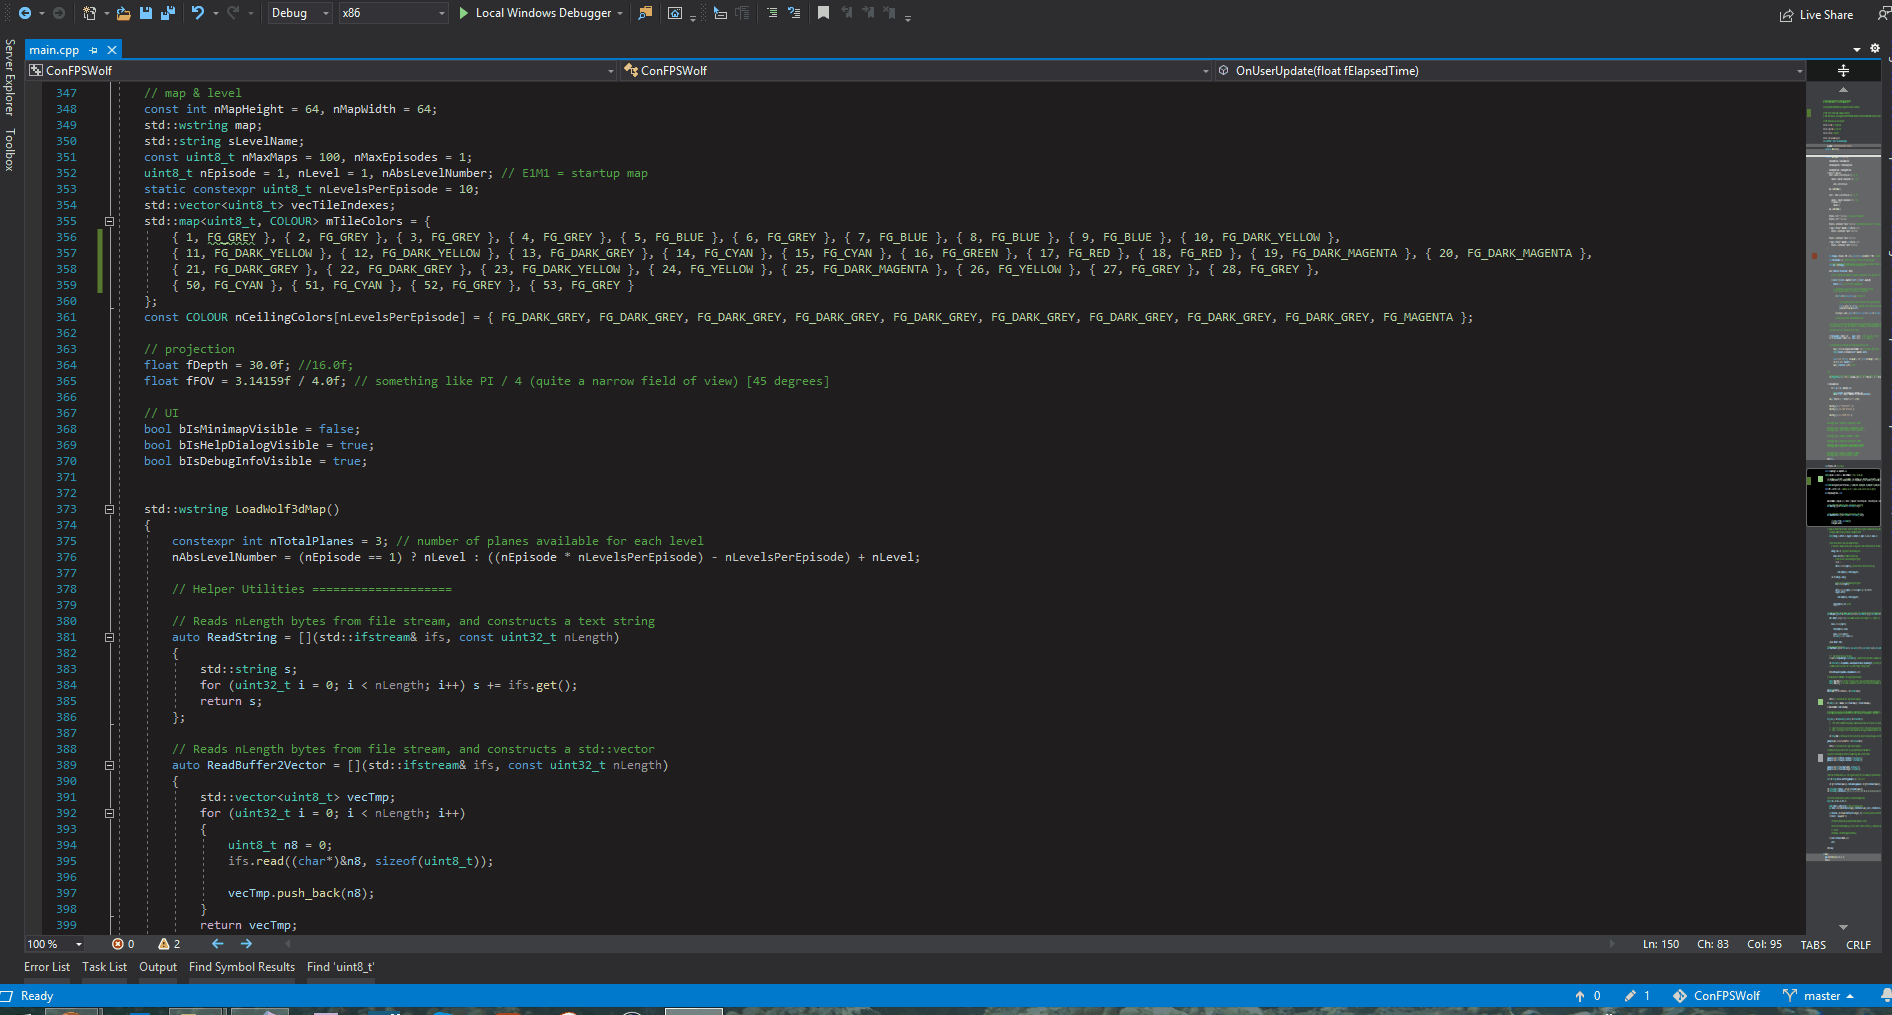 Debug
x86
Local Windows Debugger
Live Share
Server Explorer
Toolbox
main.cpp
ConFPSWolf
ConFPSWolf
OnUserUpdate(float fElapsedTime)
347 // map & level
348 const int nMapHeight = 64, nMapWidth = 64;
349 std::wstring map;
350 std::string sLevelName;
351 const uint8_t nMaxMaps = 100, nMaxEpisodes = 1;
352 uint8_t nEpisode = 1, nLevel = 1, nAbsLevelNumber; // E1M1 = startup map
353 static constexpr uint8_t nLevelsPerEpisode = 10;
354 std::vector<uint8_t> vecTileIndexes;
355 std::map<uint8_t, COLOUR> mTileColors = {
356 { 1, FG_GREY }, { 2, FG_GREY }, { 3, FG_GREY }, { 4, FG_GREY }, { 5, FG_BLUE }, { 6, FG_GREY }, { 7, FG_BLUE }, { 8, FG_BLUE }, { 9, FG_BLUE }, { 10, FG_DARK_YELLOW },
357 { 11, FG_DARK_YELLOW }, { 12, FG_DARK_YELLOW }, { 13, FG_DARK_GREY }, { 14, FG_CYAN }, { 15, FG_CYAN }, { 16, FG_GREEN }, { 17, FG_RED }, { 18, FG_RED }, { 19, FG_DARK_MAGENTA }, { 20, FG_DARK_MAGENTA },
358 { 21, FG_DARK_GREY }, { 22, FG_DARK_GREY }, { 23, FG_DARK_YELLOW }, { 24, FG_YELLOW }, { 25, FG_DARK_MAGENTA }, { 26, FG_YELLOW }, { 27, FG_GREY }, { 28, FG_GREY },
359 { 50, FG_CYAN }, { 51, FG_CYAN }, { 52, FG_GREY }, { 53, FG_GREY }
360 };
361 const COLOUR nCeilingColors[nLevelsPerEpisode] = { FG_DARK_GREY, FG_DARK_GREY, FG_DARK_GREY, FG_DARK_GREY, FG_DARK_GREY, FG_DARK_GREY, FG_DARK_GREY, FG_DARK_GREY, FG_DARK_GREY, FG_MAGENTA };
362
363 // projection
364 float fDepth = 30.0f; //16.0f;
365 float fFOV = 3.14159f / 4.0f; // something like PI / 4 (quite a narrow field of view) [45 degrees]
366
367 // UI
368 bool bIsMinimapVisible = false;
369 bool bIsHelpDialogVisible = true;
370 bool bIsDebugInfoVisible = true;
371
372
373 std::wstring LoadWolf3dMap()
374 {
375 constexpr int nTotalPlanes = 3; // number of planes available for each level
376 nAbsLevelNumber = (nEpisode == 1) ? nLevel : ((nEpisode * nLevelsPerEpisode) - nLevelsPerEpisode) + nLevel;
377
378 // Helper Utilities ====================
379
380 // Reads nLength bytes from file stream, and constructs a text string
381 auto ReadString = [](std::ifstream& ifs, const uint32_t nLength)
382 {
383 std::string s;
384 for (uint32_t i = 0; i < nLength; i++) s += ifs.get();
385 return s;
386 };
387
388 // Reads nLength bytes from file stream, and constructs a std::vector
389 auto ReadBuffer2Vector = [](std::ifstream& ifs, const uint32_t nLength)
390 {
391 std::vector<uint8_t> vecTmp;
392 for (uint32_t i = 0; i < nLength; i++)
393 {
394 uint8_t n8 = 0;
395 ifs.read((char*)&n8, sizeof(uint8_t));
396
397 vecTmp.push_back(n8);
398 }
399 return vecTmp;
100 % 0 2 Ln: 150 Ch: 83 Col: 95 TABS CRLF
Error List Task List Output Find Symbol Results Find 'uint8_t'
Ready 0 1 ConFPSWolf master